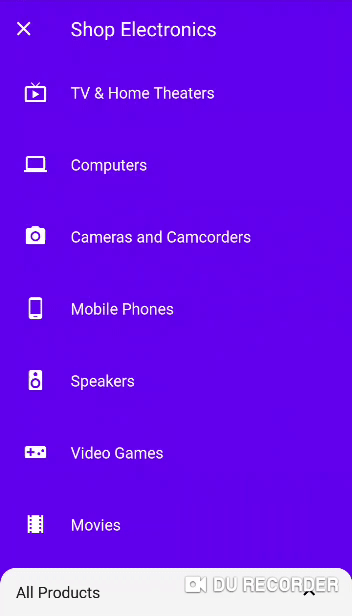 Shop Electronics
TV & Home Theaters
Computers
Cameras and Camcorders
Mobile Phones
Speakers
Video Games
Movies
All Products
DU RECORDER